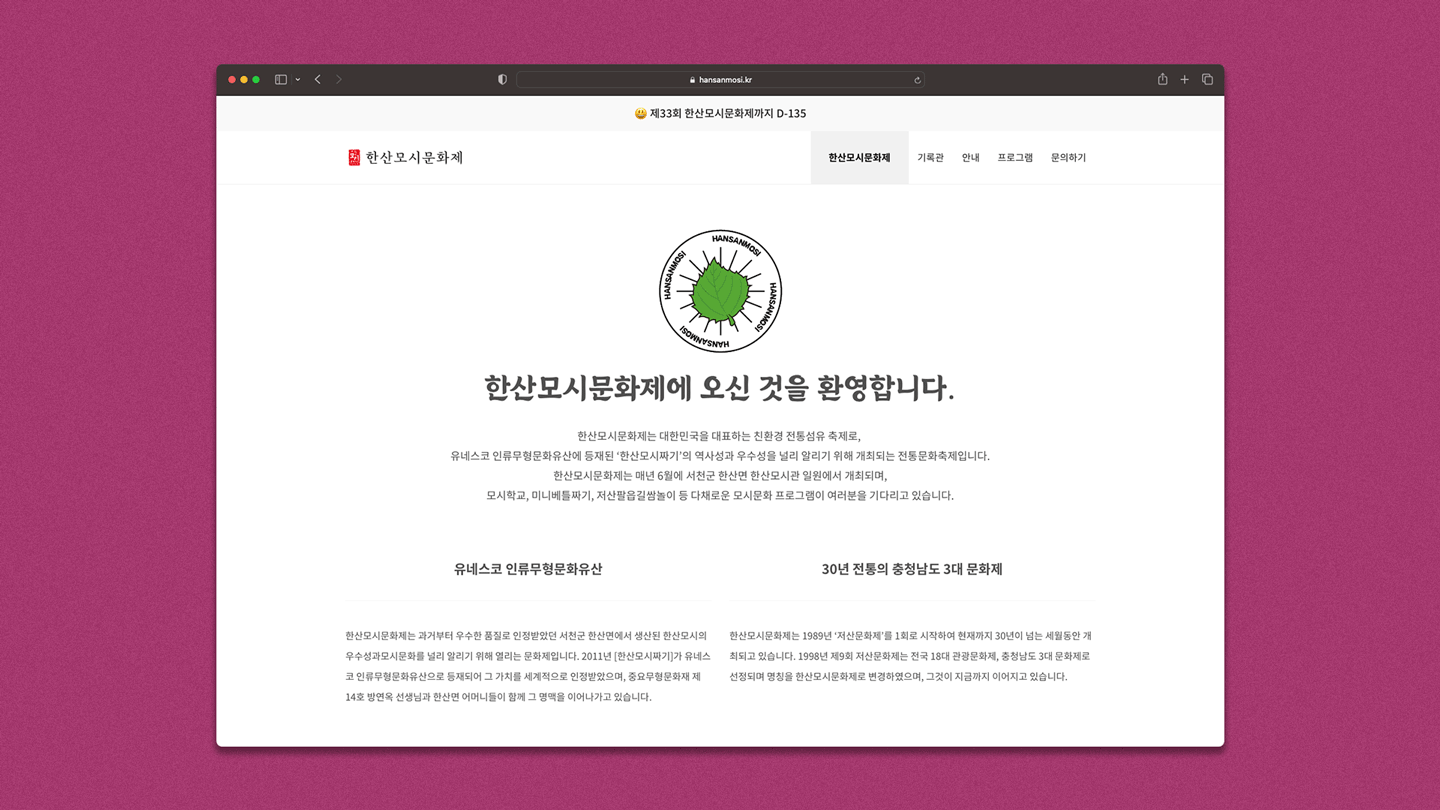 hansanmosi.kr
😃 제33회 한산모시문화제까지 D-135
한산모시문화제
한산모시문화제 기록관 안내 프로그램 문의하기
HANSANMOSI
HANSANMOSI
HANSANMOSI
HANSANMOSI
HANSANMOSI
한산모시문화제에 오신 것을 환영합니다.
한산모시문화제는 대한민국을 대표하는 친환경 전통섬유 축제로,
유네스코 인류무형문화유산에 등재된 ‘한산모시짜기’의 역사성과 우수성을 널리 알리기 위해 개최되는 전통문화축제입니다.
한산모시문화제는 매년 6월에 서천군 한산면 한산모시관 일원에서 개최되며,
모시학교, 미니베틀짜기, 저산팔읍길쌈놀이 등 다채로운 모시문화 프로그램이 여러분을 기다리고 있습니다.
유네스코 인류무형문화유산
한산모시문화제는 과거부터 우수한 품질로 인정받았던 서천군 한산면에서 생산된 한산모시의
우수성과모시문화를 널리 알리기 위해 열리는 문화제입니다. 2011년 [한산모시짜기]가 유네스
코 인류무형문화유산으로 등재되어 그 가치를 세계적으로 인정받았으며, 중요무형문화재 제
14호 방연옥 선생님과 한산면 어머니들이 함께 그 명맥을 이어나가고 있습니다.
30년 전통의 충청남도 3대 문화제
한산모시문화제는 1989년 ‘저산문화제’를 1회로 시작하여 현재까지 30년이 넘는 세월동안 개
최되고 있습니다. 1998년 제9회 저산문화제는 전국 18대 관광문화제, 충청남도 3대 문화제로
선정되며 명칭을 한산모시문화제로 변경하였으며, 그것이 지금까지 이어지고 있습니다.